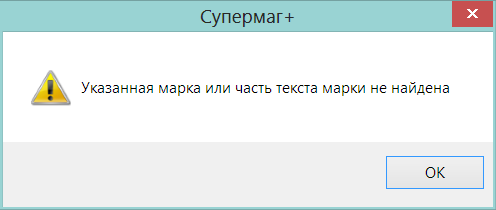 Супермаг+
Указанная марка или часть текста марки не найдена
OK